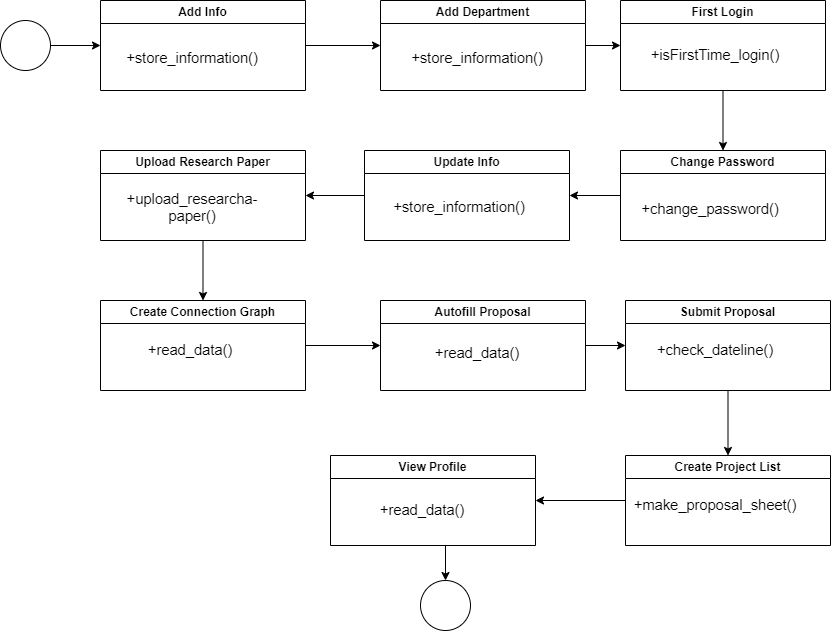 Add Info
+store_information()
Add Department
+store_information()
First Login
+isFirstTime_login()
Upload Research Paper
+upload_researcha-
paper()
Update Info
+store_information()
Change Password
+change_password()
Create Connection Graph
+read_data()
Autofill Proposal
+read_data()
Submit Proposal
+check_dateline()
View Profile
+read_data()
Create Project List
+make_proposal_sheet()